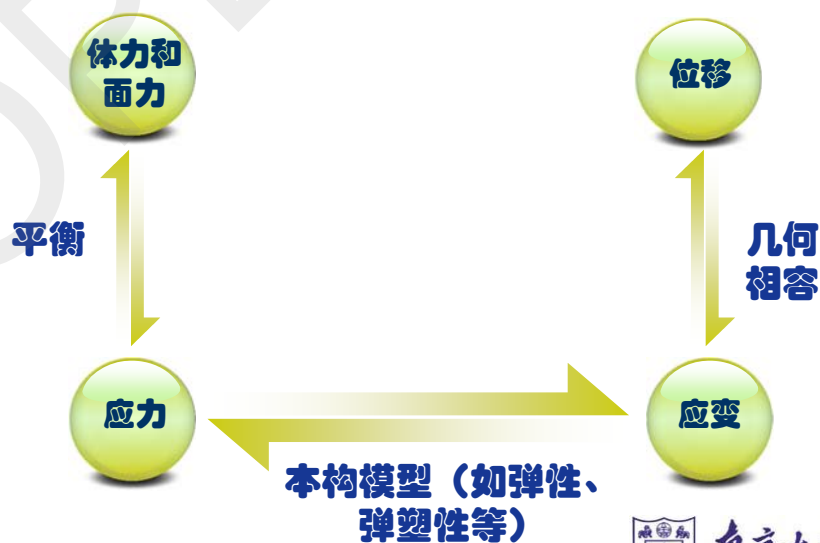 体力和
面力
位移
平衡
几何
相容
应力
应变
本构模型（如弹性、
弹塑性等）